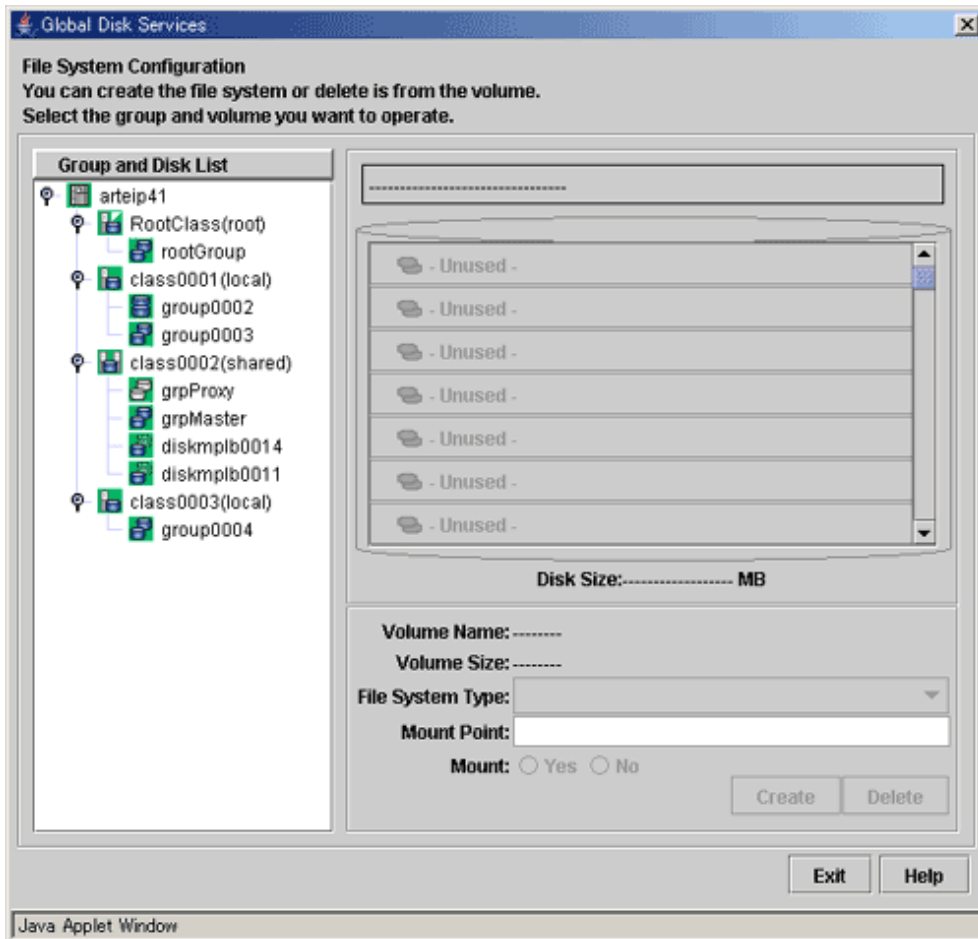 Global Disk Services
File System Configuration
You can create the file system or delete is from the volume.
Select the group and volume you want to operate.
Group and Disk List
arteip41
RootClass(root)
rootGroup
class0001(local)
group0002
group0003
class0002(shared)
grpProxy
grpMaster
diskmplb0014
diskmplb0011
class0003(local)
group0004
--------------------------------
- Unused -
- Unused -
- Unused -
- Unused -
- Unused -
- Unused -
- Unused -
Disk Size:------------------ MB
Volume Name: --------
Volume Size: --------
File System Type:
Mount Point:
Mount: Yes No
Create Delete
Exit Help
Java Applet Window